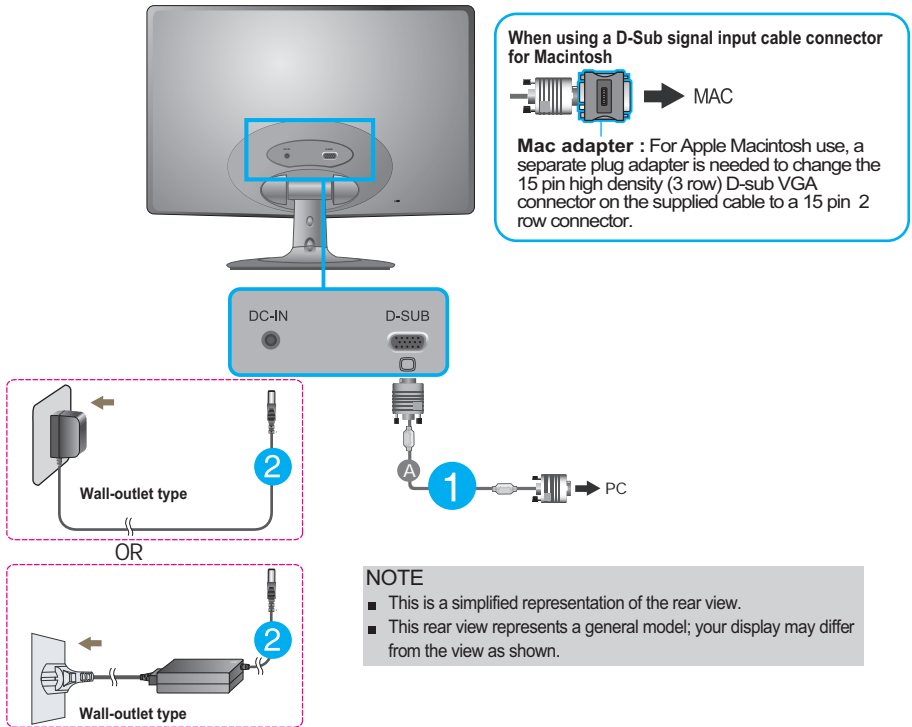 When using a D-Sub signal input cable connector
for Macintosh
MAC
Mac adapter : For Apple Macintosh use, a
separate plug adapter is needed to change the
15 pin high density (3 row) D-sub VGA
connector on the supplied cable to a 15 pin 2
row connector.
DC-IN
D-SUB
A
1
PC
2
Wall-outlet type
OR
2
Wall-outlet type
NOTE
■ This is a simplified representation of the rear view.
■ This rear view represents a general model; your display may differ
from the view as shown.